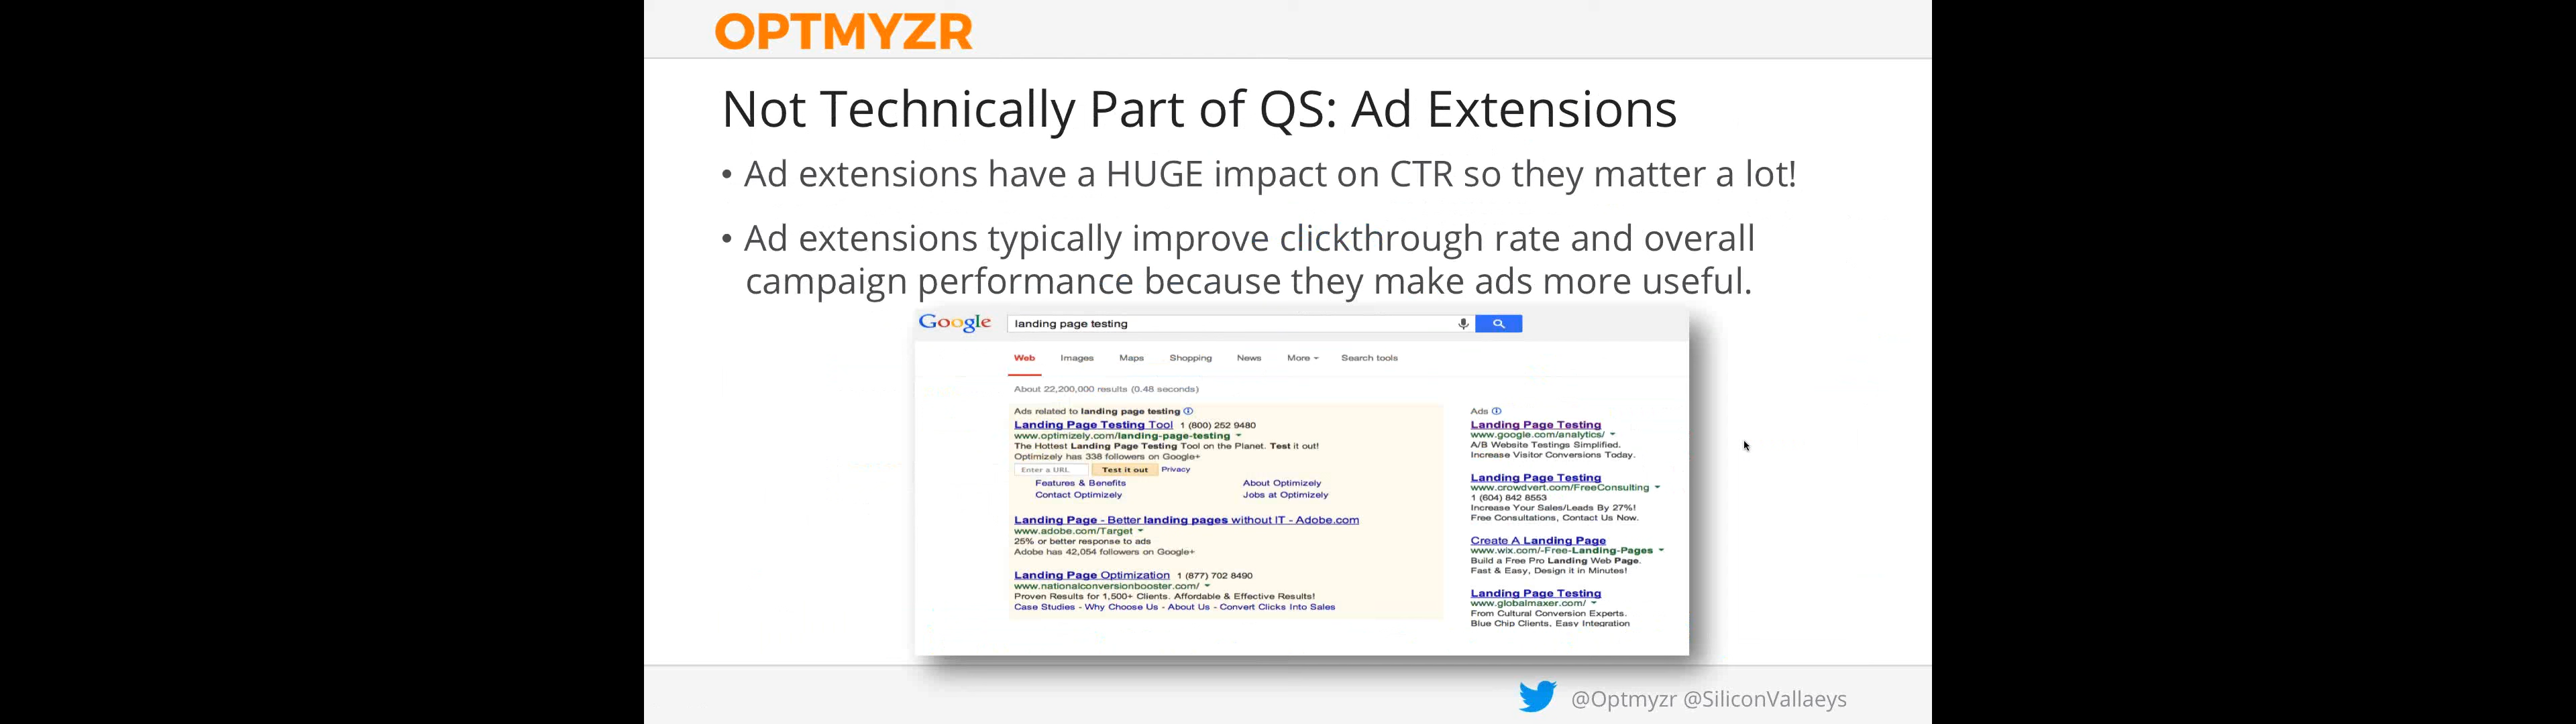 OPTMYZR
Not Technically Part of QS: Ad Extensions
• Ad extensions have a HUGE impact on CTR so they matter a lot!
• Ad extensions typically improve clickthrough rate and overall
campaign performance because they make ads more useful.
Google
landing page testing
Web Images Maps Shopping News More Search tools
About 22,200,000 results (0.48 seconds)
Ads related to landing page testing
Landing Page Testing Tool 1 (800) 252 9480
www.optimizely.com/landing-page-testing
The Hottest Landing Page Testing Tool on the Planet. Test it out!
Optimizely has 338 followers on Google+
Enter a URL Test it out Privacy
Features & Benefits About Optimizely
Contact Optimizely Jobs at Optimizely
Landing Page - Better landing pages without IT - Adobe.com
www.adobe.com/Target
25% or better response to ads
Adobe has 42,054 followers on Google+
Landing Page Optimization 1 (877) 702 8490
www.nationalconversionbooster.com/
Proven Results for 1,500+ Clients. Affordable & Effective Results!
Case Studies - Why Choose Us - About Us - Convert Clicks Into Sales
Ads
Landing Page Testing
www.google.com/analytics/
A/B Website Testings Simplified.
Increase Visitor Conversions Today.
Landing Page Testing
www.crowdvert.com/FreeConsulting
1 (604) 842 8553
Increase Your Sales/Leads By 27%!
Free Consultations, Contact Us Now.
Create A Landing Page
www.wix.com/-Free-Landing-Pages
Build a Free Pro Landing Web Page.
Fast & Easy, Design it in Minutes!
Landing Page Testing
www.globalmaxer.com/
From Cultural Conversion Experts.
Blue Chip Clients, Easy Integration
@Optmyzr @SiliconVallaeys